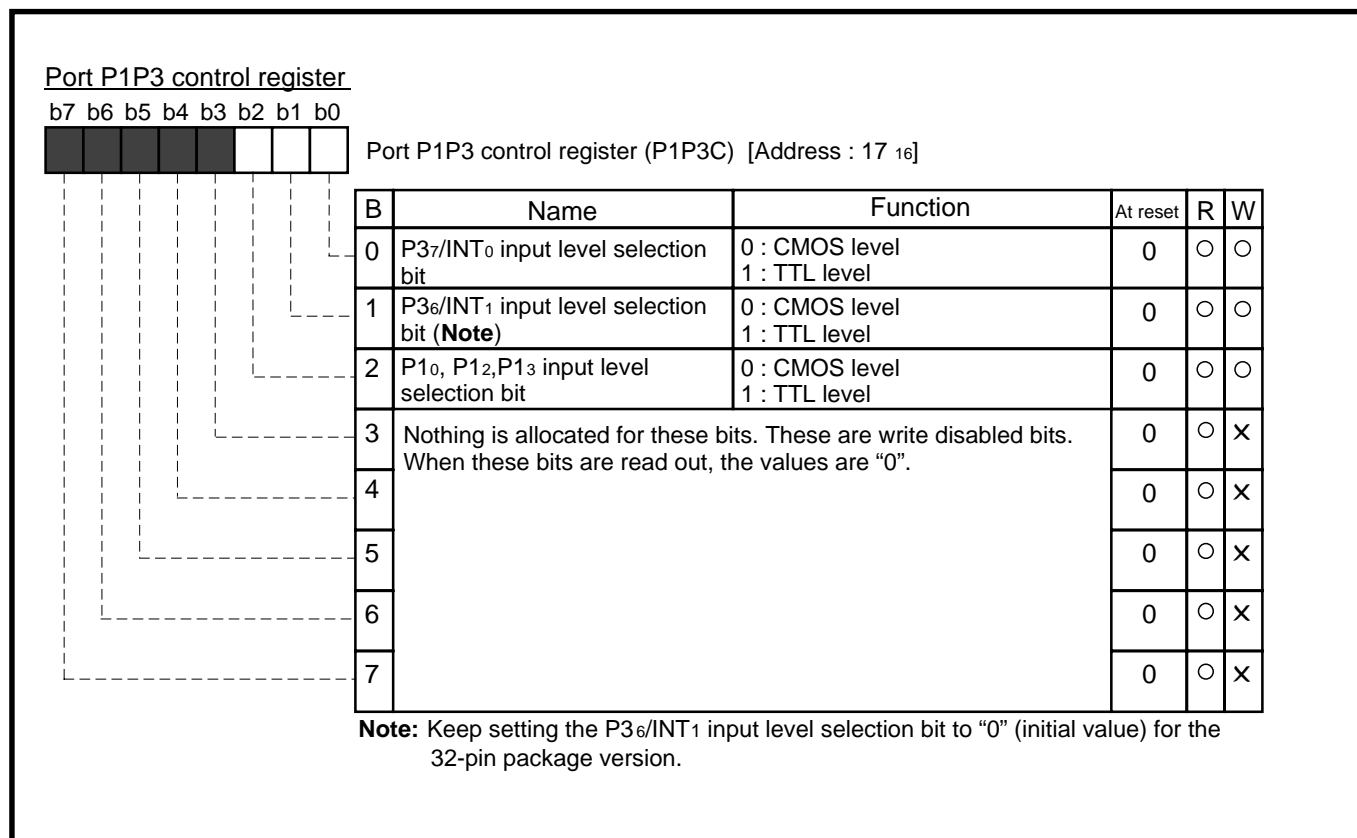 Port P1P3 control register
b7 b6 b5 b4 b3 b2 b1 b0
Port P1P3 control register (P1P3C) [Address : 17 16]
B Name Function At reset R W
0 P37/INT0 input level selection bit 0 : CMOS level 1 : TTL level 0 ○ ○
1 P36/INT1 input level selection bit (Note) 0 : CMOS level 1 : TTL level 0 ○ ○
2 P10, P12,P13 input level selection bit 0 : CMOS level 1 : TTL level 0 ○ ○
3 Nothing is allocated for these bits. These are write disabled bits. When these bits are read out, the values are “0”. 0 ○ ×
4 0 ○ ×
5 0 ○ ×
6 0 ○ ×
7 0 ○ ×
Note: Keep setting the P36/INT1 input level selection bit to “0” (initial value) for the
32-pin package version.